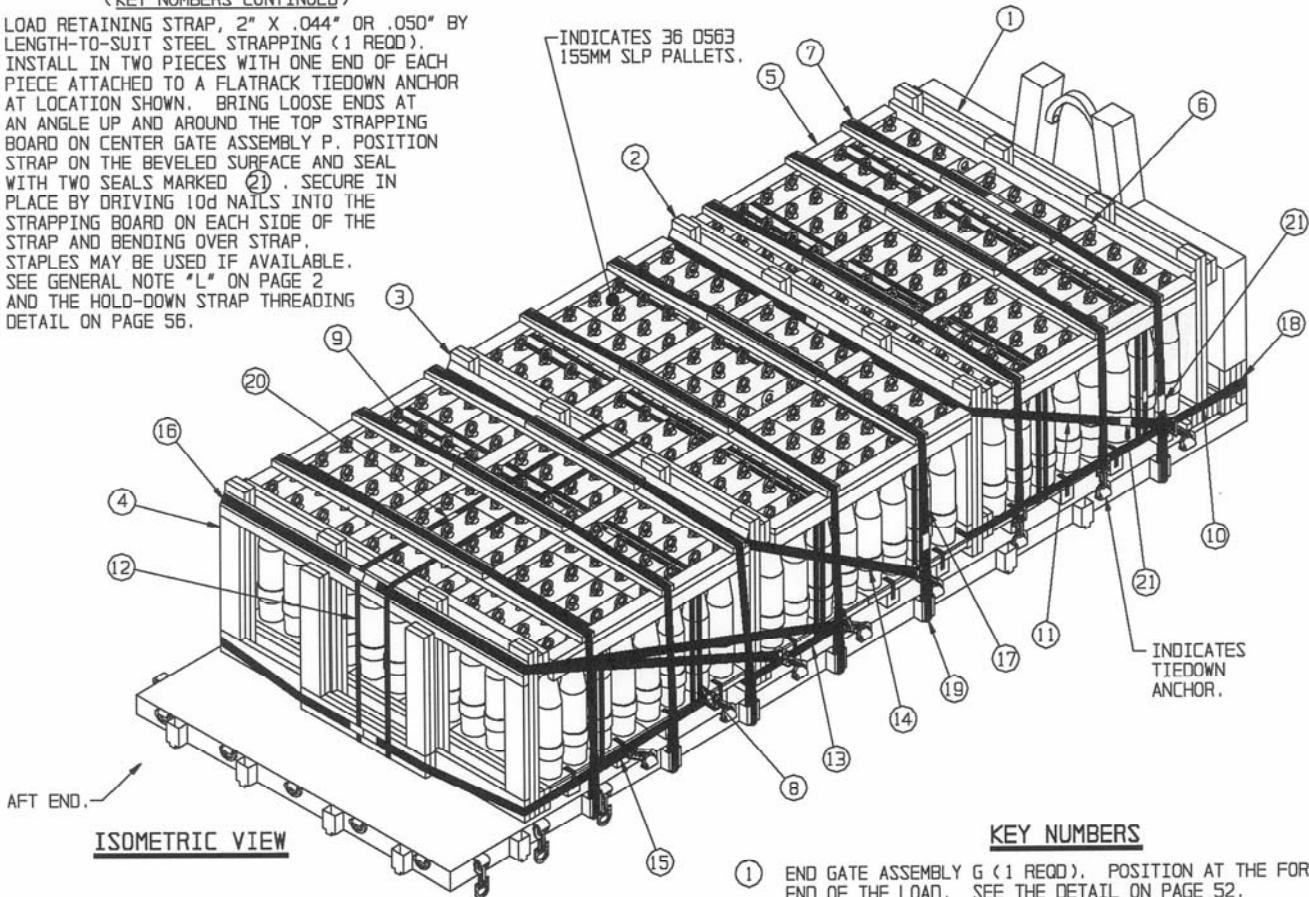 (KEY NUMBERS CONTINUED)
LOAD RETAINING STRAP, 2" X .044" OR .050" BY
LENGTH-TO-SUIT STEEL STRAPPING (1 REQD).
INSTALL IN TWO PIECES WITH ONE END OF EACH
PIECE ATTACHED TO A FLATRACK TIEDOWN ANCHOR
AT LOCATION SHOWN. BRING LOOSE ENDS AT
AN ANGLE UP AND AROUND THE TOP STRAPPING
BOARD ON CENTER GATE ASSEMBLY P. POSITION
STRAP ON THE BEVELED SURFACE AND SEAL
WITH TWO SEALS MARKED 21 . SECURE IN
PLACE BY DRIVING 10d NAILS INTO THE
STRAPPING BOARD ON EACH SIDE OF THE
STRAP AND BENDING OVER STRAP.
STAPLES MAY BE USED IF AVAILABLE.
SEE GENERAL NOTE "L" ON PAGE 2
AND THE HOLD-DOWN STRAP THREADING
DETAIL ON PAGE 56.
INDICATES 36 D563
155MM SLP PALLETS.
1
7
5
6
2
21
3
18
9
20
16
4
12
10
21
11
INDICATES
TIEDOWN
ANCHOR.
17
19
14
13
8
15
AFT END.
ISOMETRIC VIEW
KEY NUMBERS
1 END GATE ASSEMBLY G (1 REQD). POSITION AT THE FOR
END OF THE LOAD. SEE THE DETAIL ON PAGE 52.